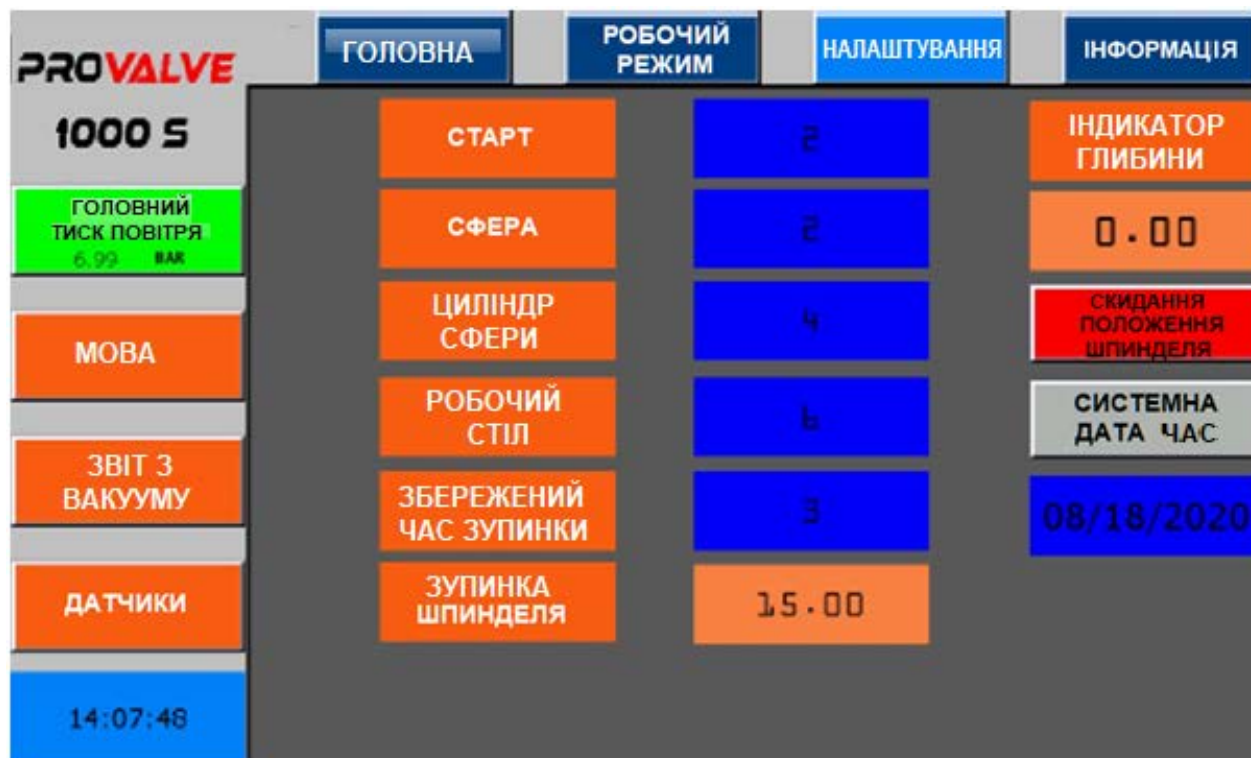 PROVALVE
1000 S
ГОЛОВНА
РОБОЧИЙ
РЕЖИМ
НАЛАШТУВАННЯ
ІНФОРМАЦІЯ
ГОЛОВНИЙ
ТИСК ПОВІТРЯ
6.99 BAR
МОВА
ЗВІТ З
ВАКУУМУ
ДАТЧИКИ
14:07:48
СТАРТ
2
СФЕРА
2
ЦИЛІНДР
СФЕРИ
4
РОБОЧИЙ
СТІЛ
6
ЗБЕРЕЖЕНИЙ
ЧАС ЗУПИНКИ
3
ЗУПИНКА
ШПИНДЕЛЯ
15.00
ІНДИКАТОР
ГЛИБИНИ
0.00
СКИДАННЯ
ПОЛОЖЕННЯ
ШПИНДЕЛЯ
СИСТЕМНА
ДАТА ЧАС
08/18/2020